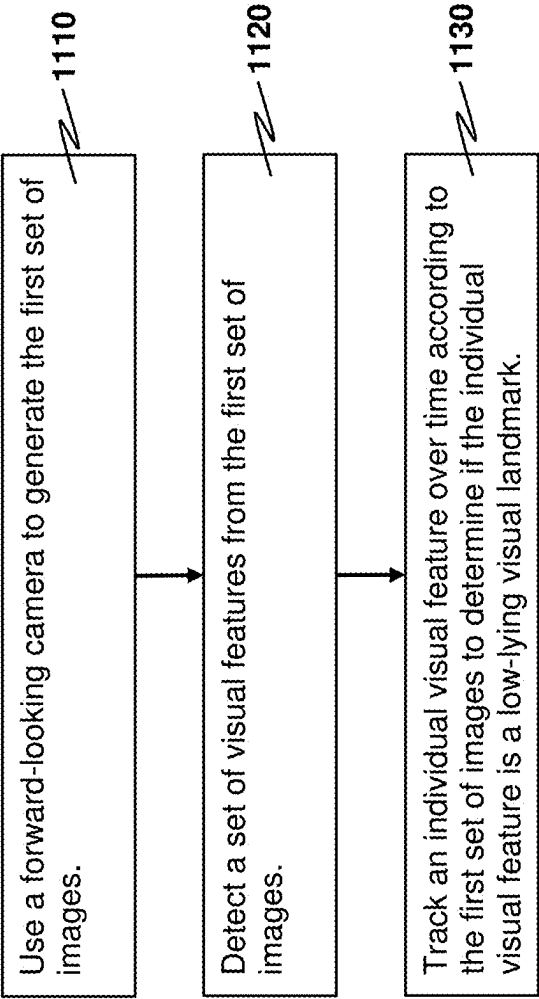 Use a forward-looking camera to generate the first set of
images.
1110
Detect a set of visual features from the first set of
images.
1120
Track an individual visual feature over time according to
the first set of images to determine if the individual
visual feature is a low-lying visual landmark.
1130